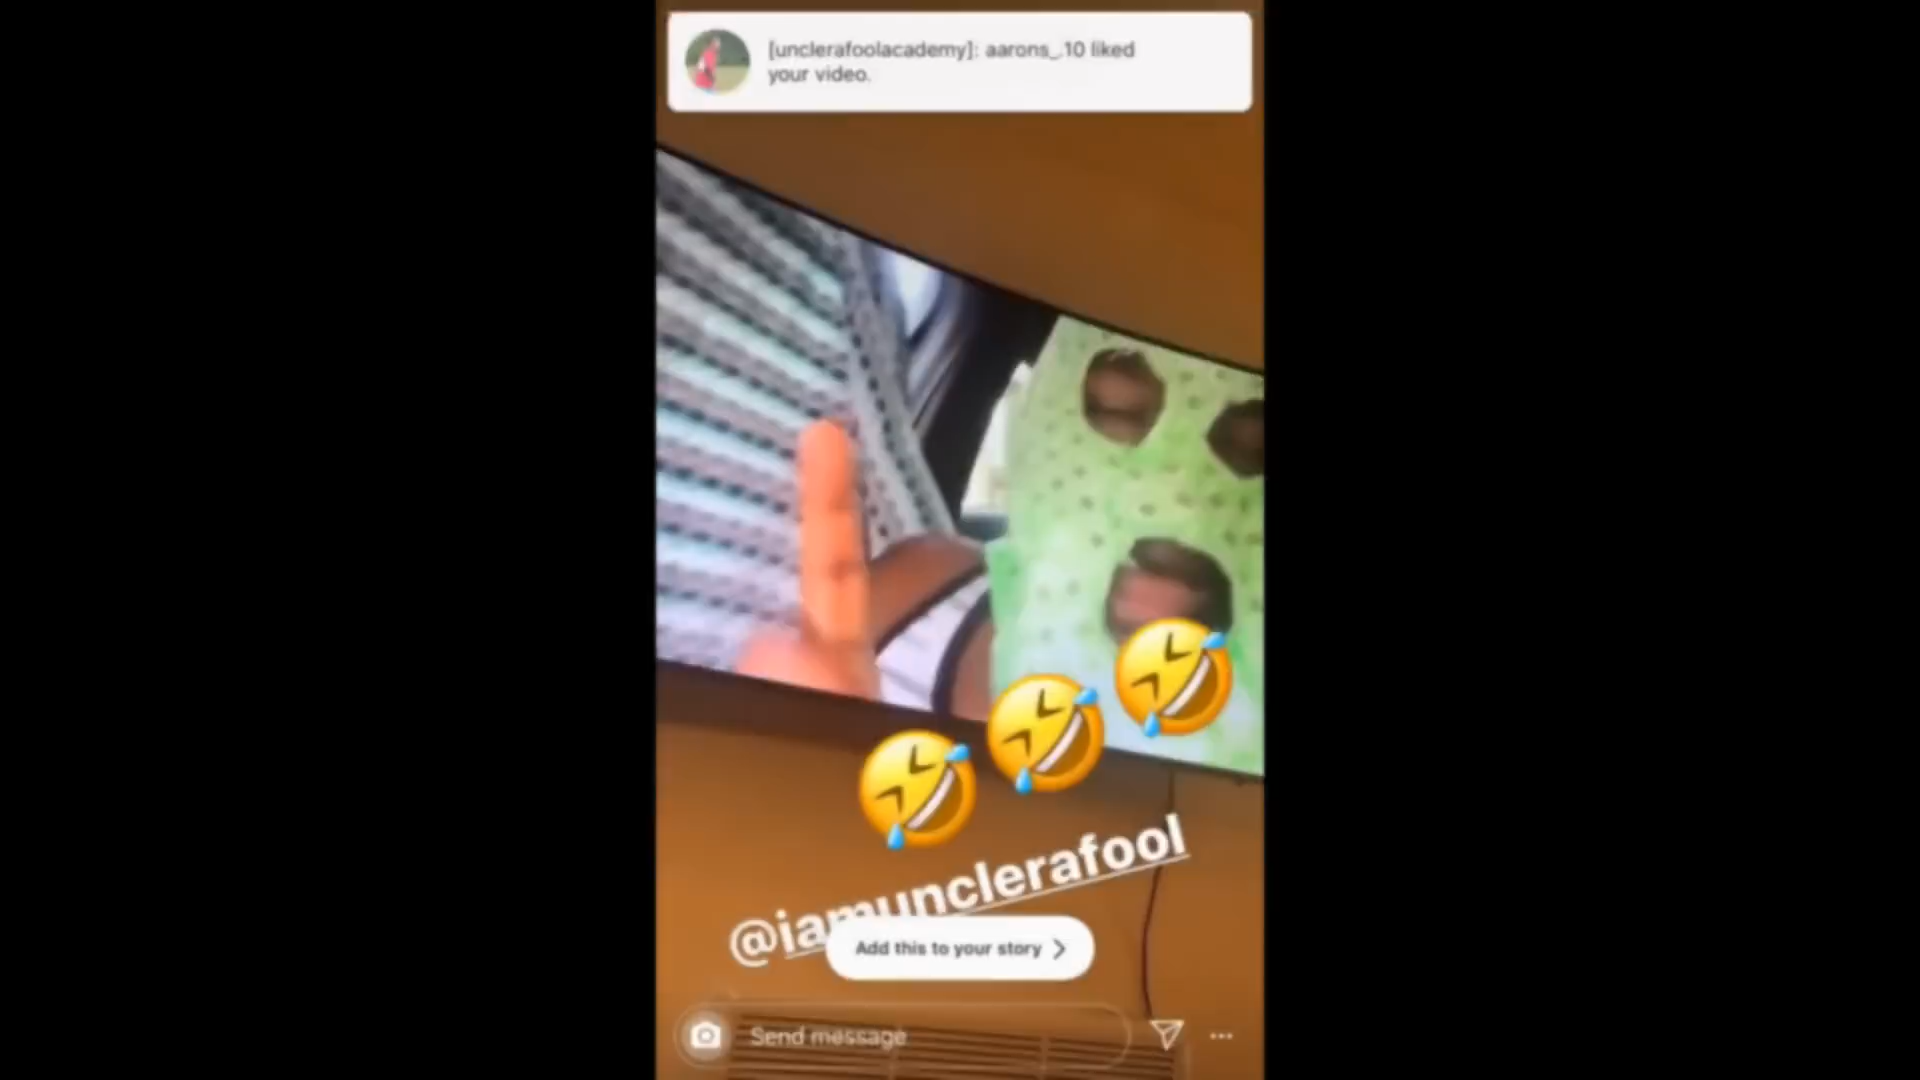 [unclerafoolacademy]: aarons_.10 liked
your video.
@iamunclerafool
Add this to your story
Send message